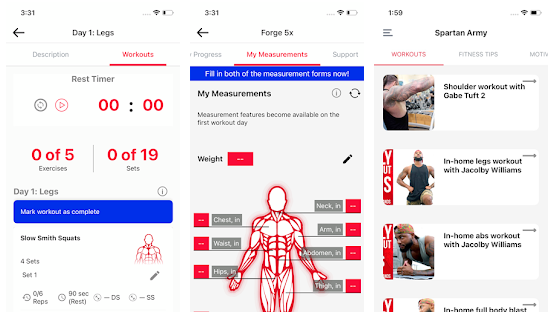 3:31
Day 1: Legs
Description
Workouts
Rest Timer
00 : 00
0 of 5
Exercises
0 of 19
Sets
Day 1: Legs
Mark workout as complete
Slow Smith Squats
4 Sets
Set 1
0/6
Reps
90 sec
(Rest)
-- DS
-- SS
3:31
Forge 5x
Progress
My Measurements
Support
Fill in both of the measurement forms now!
My Measurements
Measurement features become available on the
first workout day
Weight
--
Neck, in
--
--
Chest, in
Arm, in
--
--
Waist, in
Abdomen, in
--
--
Hips, in
Thigh, in
--
1:59
Spartan Army
WORKOUTS
FITNESS TIPS
MOTIV
Shoulder workout with
Gabe Tuft 2
In-home legs workout
with Jacolby Williams
In-home abs workout
with Jacolby Williams
In-home full body blast